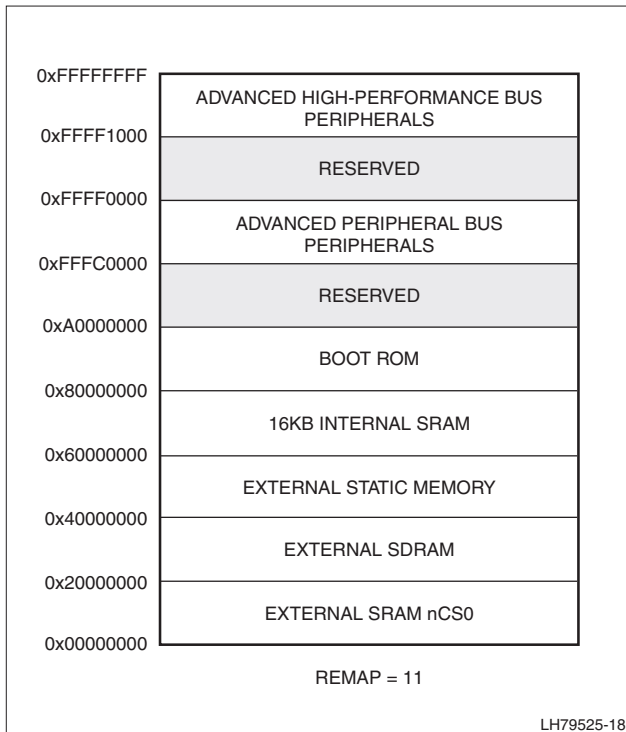 0xFFFFFFFF
ADVANCED HIGH-PERFORMANCE BUS
PERIPHERALS
0xFFFF1000
RESERVED
0xFFFF0000
ADVANCED PERIPHERAL BUS
PERIPHERALS
0xFFFC0000
RESERVED
0xA0000000
BOOT ROM
0x80000000
16KB INTERNAL SRAM
0x60000000
EXTERNAL STATIC MEMORY
0x40000000
EXTERNAL SDRAM
0x20000000
EXTERNAL SRAM nCS0
0x00000000
REMAP = 11
LH79525-18